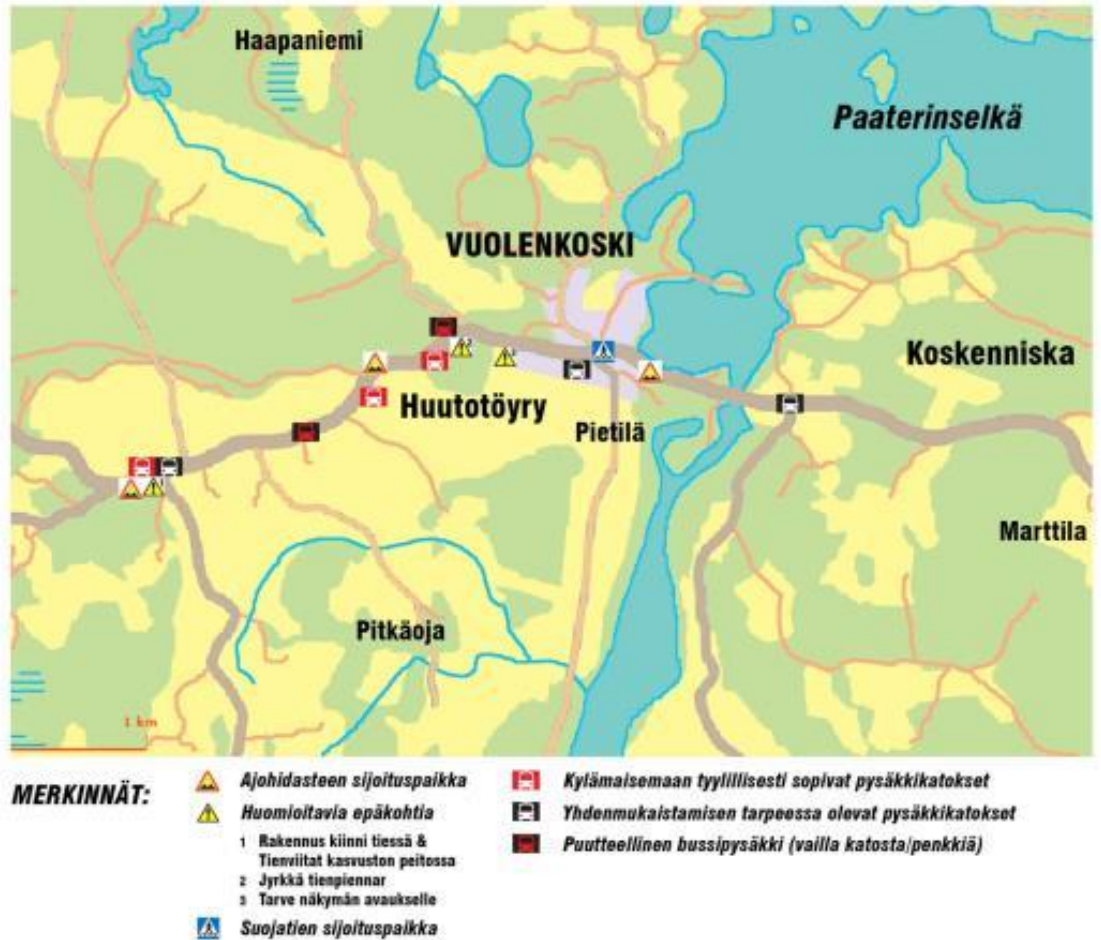 Haapaniemi
Paaterinselkä
VUOLENKOSKI
Koskenniska
Huutotöyry
Pietilä
Marttila
Pitkäoja
1 km
MERKINNÄT:
Ajohidasteen sijoituspaikka
Huomioitavia epäkohtia
1 Rakennus kiinni tiessä &
Tienviitat kasvuston peitossa
2 Jyrkkä tienpiennar
3 Tarve näkymän avaukselle
Suojatien sijoituspaikka
Kylämaisemaan tyylillisesti sopivat pysäkkikatokset
Yhdenmukaistamisen tarpeessa olevat pysäkkikatokset
Puutteellinen bussipysäkki (vailla katosta/penkkiä)